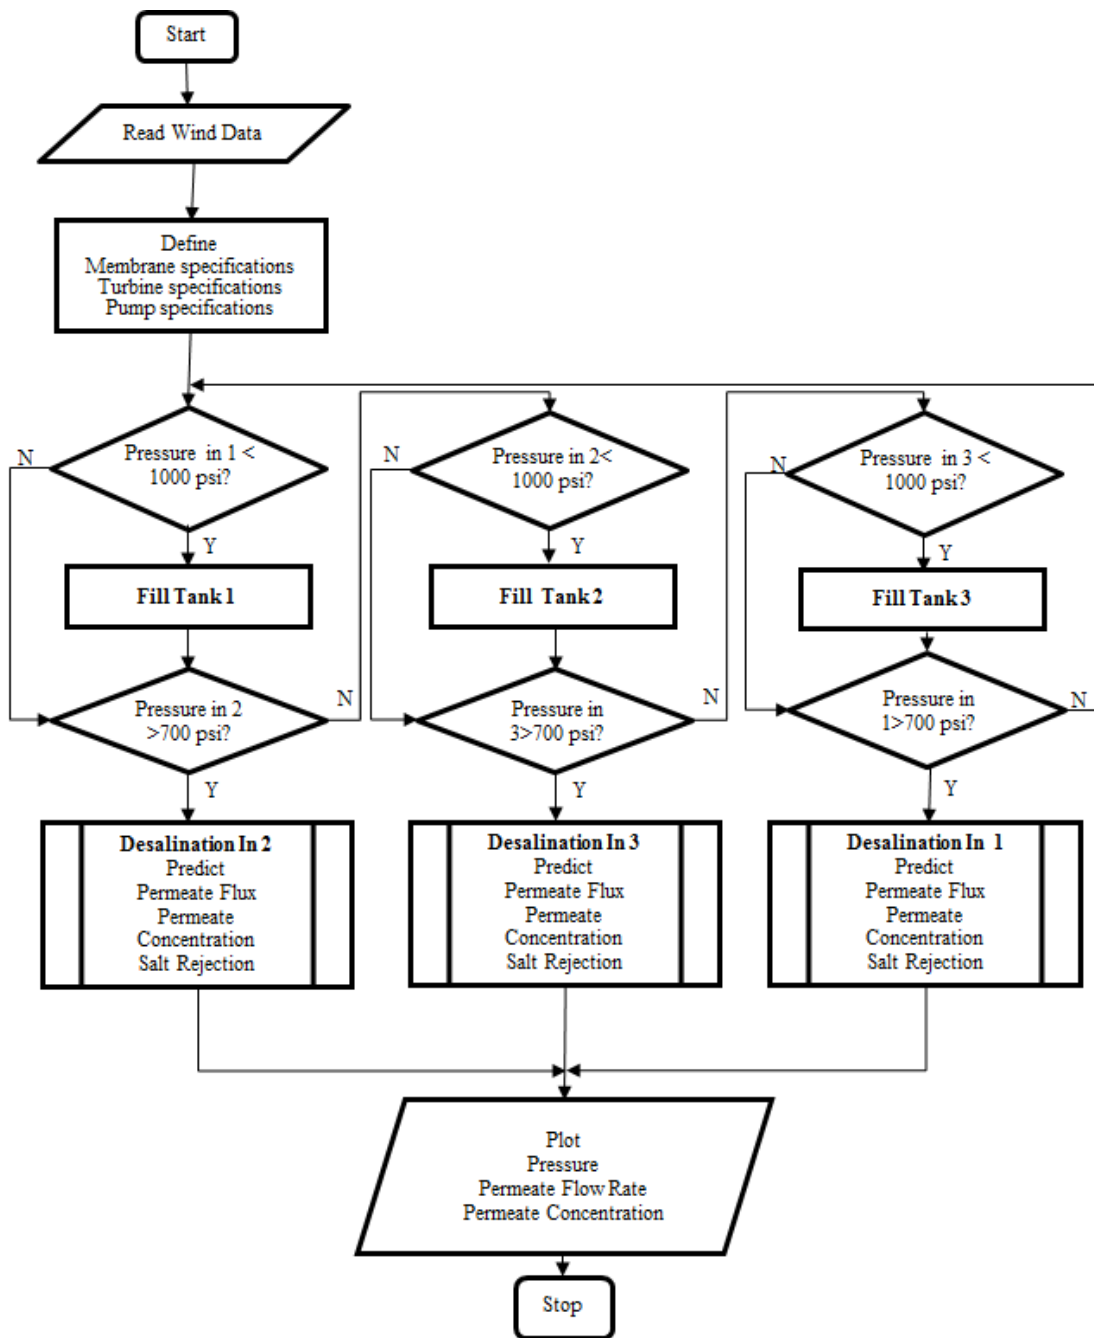 Start
Read Wind Data
Define
Membrane specifications
Turbine specifications
Pump specifications
Pressure in 1 <
1000 psi?
N
Y
Fill Tank 1
Pressure in 2
>700 psi?
N
Y
Desalination In 2
Predict
Permeate Flux
Permeate
Concentration
Salt Rejection
Pressure in 2<
1000 psi?
N
Y
Fill Tank 2
Pressure in
3>700 psi?
N
Y
Desalination In 3
Predict
Permeate Flux
Permeate
Concentration
Salt Rejection
Pressure in 3 <
1000 psi?
N
Y
Fill Tank 3
Pressure in
1>700 psi?
N
Y
Desalination In 1
Predict
Permeate Flux
Permeate
Concentration
Salt Rejection
Plot
Pressure
Permeate Flow Rate
Permeate Concentration
Stop